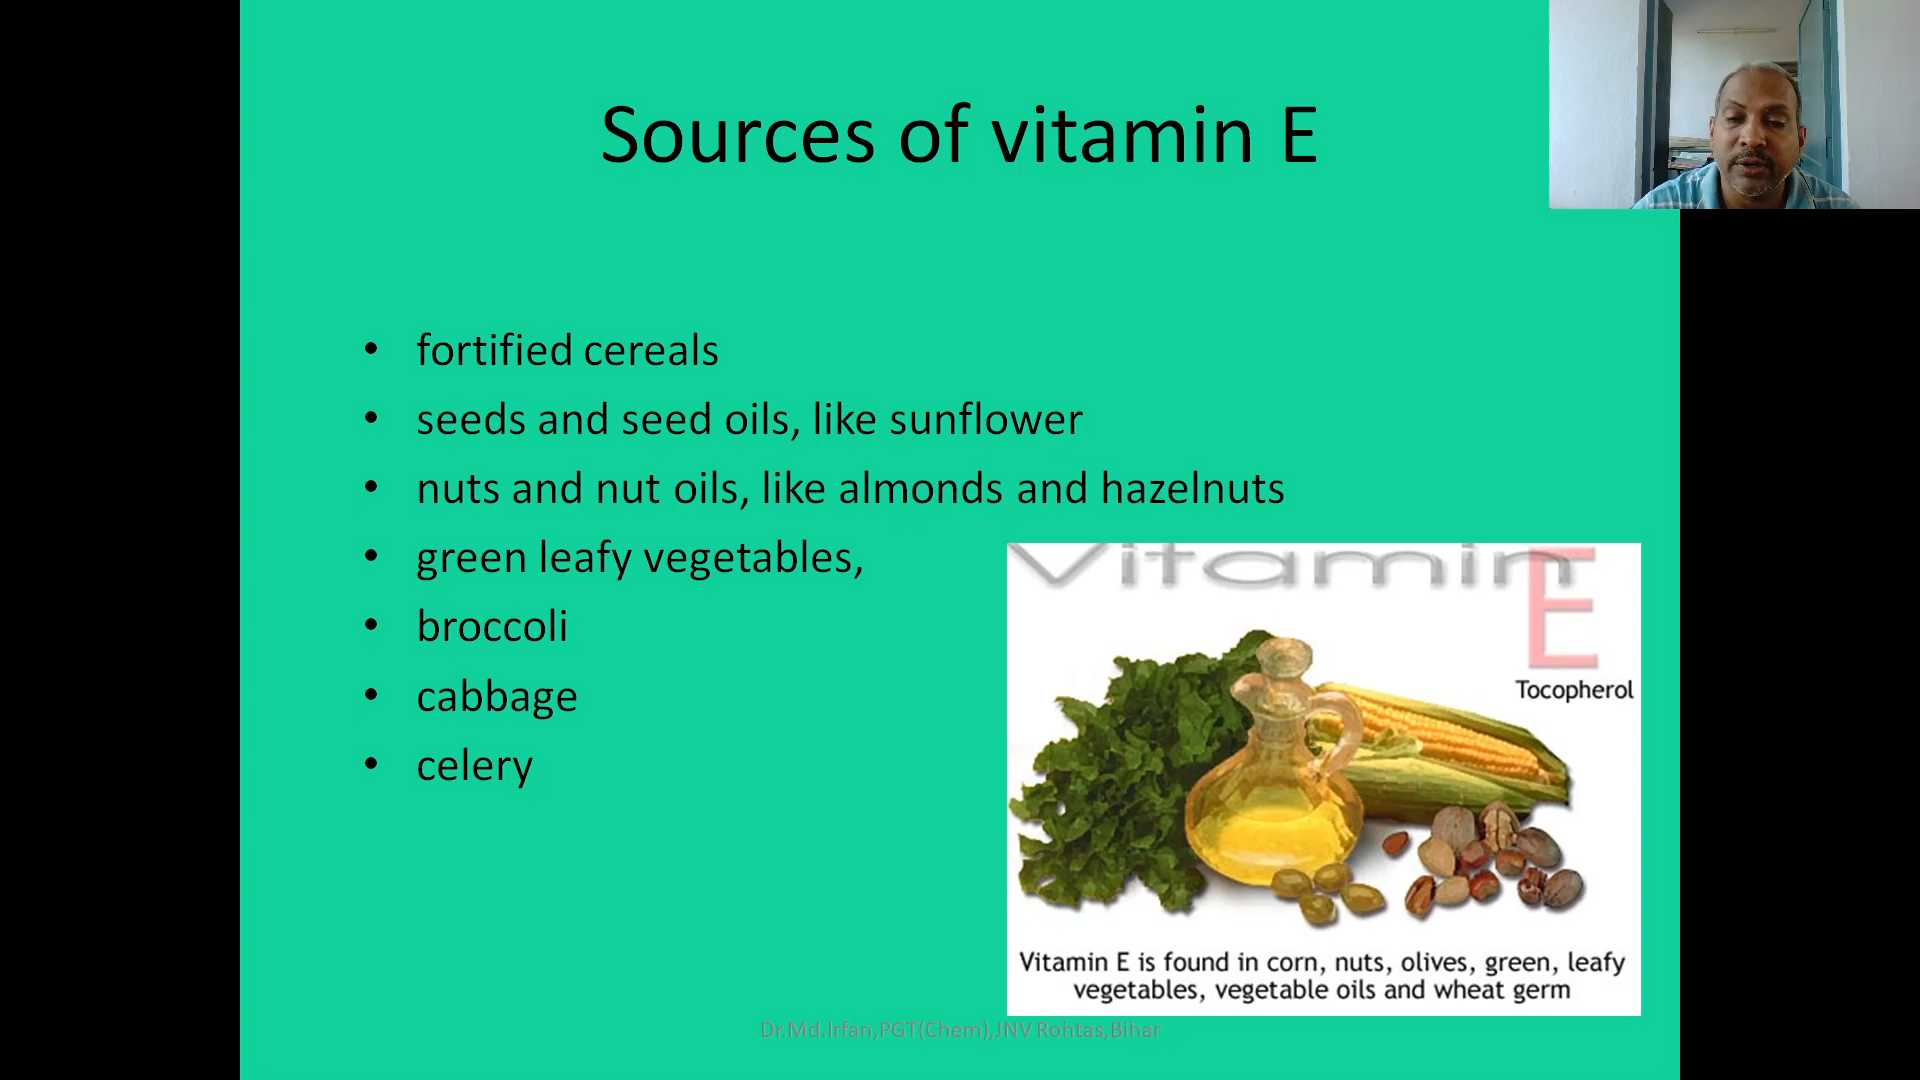 Sources of vitamin E
• fortified cereals
• seeds and seed oils, like sunflower
• nuts and nut oils, like almonds and hazelnuts
• green leafy vegetables,
• broccoli
• cabbage
• celery
Vitamin
E
Tocopherol
Vitamin E is found in corn, nuts, olives, green, leafy
vegetables, vegetable oils and wheat germ
Dr.Md.Irfan,PGT(Chem),JNV Rohtas,Bihar